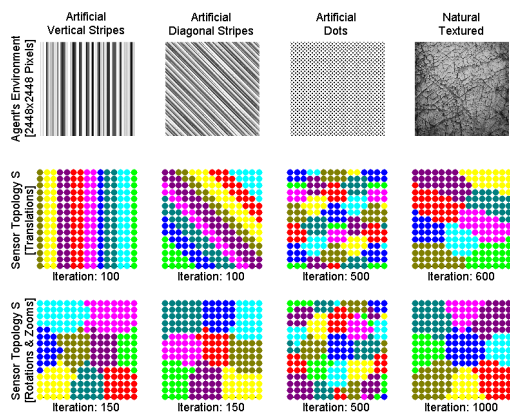 Artificial
Vertical Stripes
Artificial
Diagonal Stripes
Artificial
Dots
Natural
Textured
Agent's Environment
[2448x2448 Pixels]
Sensor Topology S
[Translations]
Iteration: 100
Iteration: 100
Iteration: 500
Iteration: 600
Sensor Topology S
[Rotations & Zooms]
Iteration: 150
Iteration: 150
Iteration: 500
Iteration: 1000